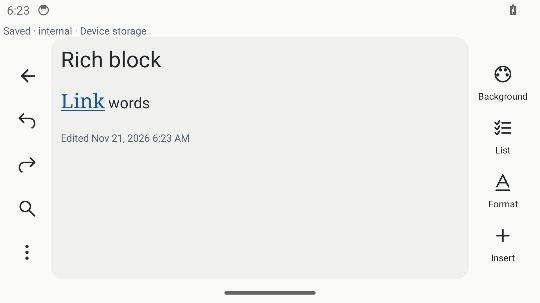 6:23
Saved · internal · Device storage
Rich block
Link words
Edited Nov 21, 2026 6:23 AM
Background
List
Format
Insert